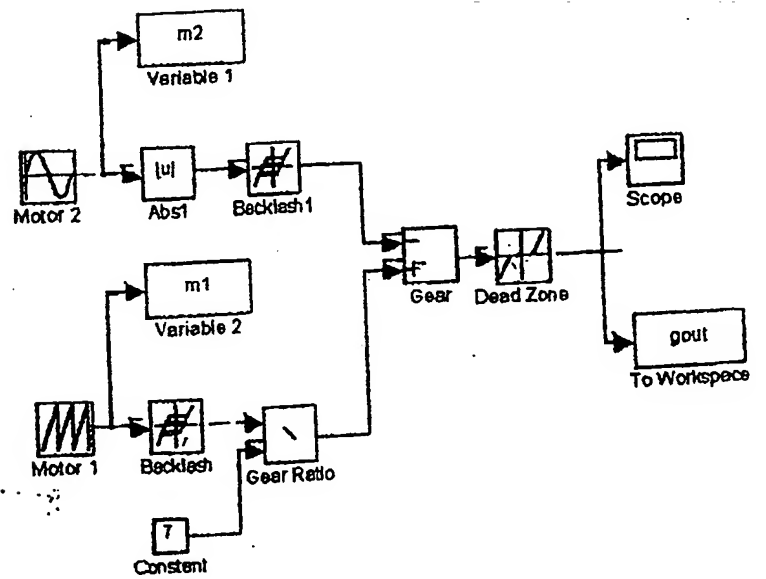 m2
Variable 1
|u|
Motor 2
Abs1
Backlash1
Scope
m1
Variable 2
Gear
Dead Zone
gout
To Workspace
Motor 1
Backlash
Gear Ratio
7
Constent